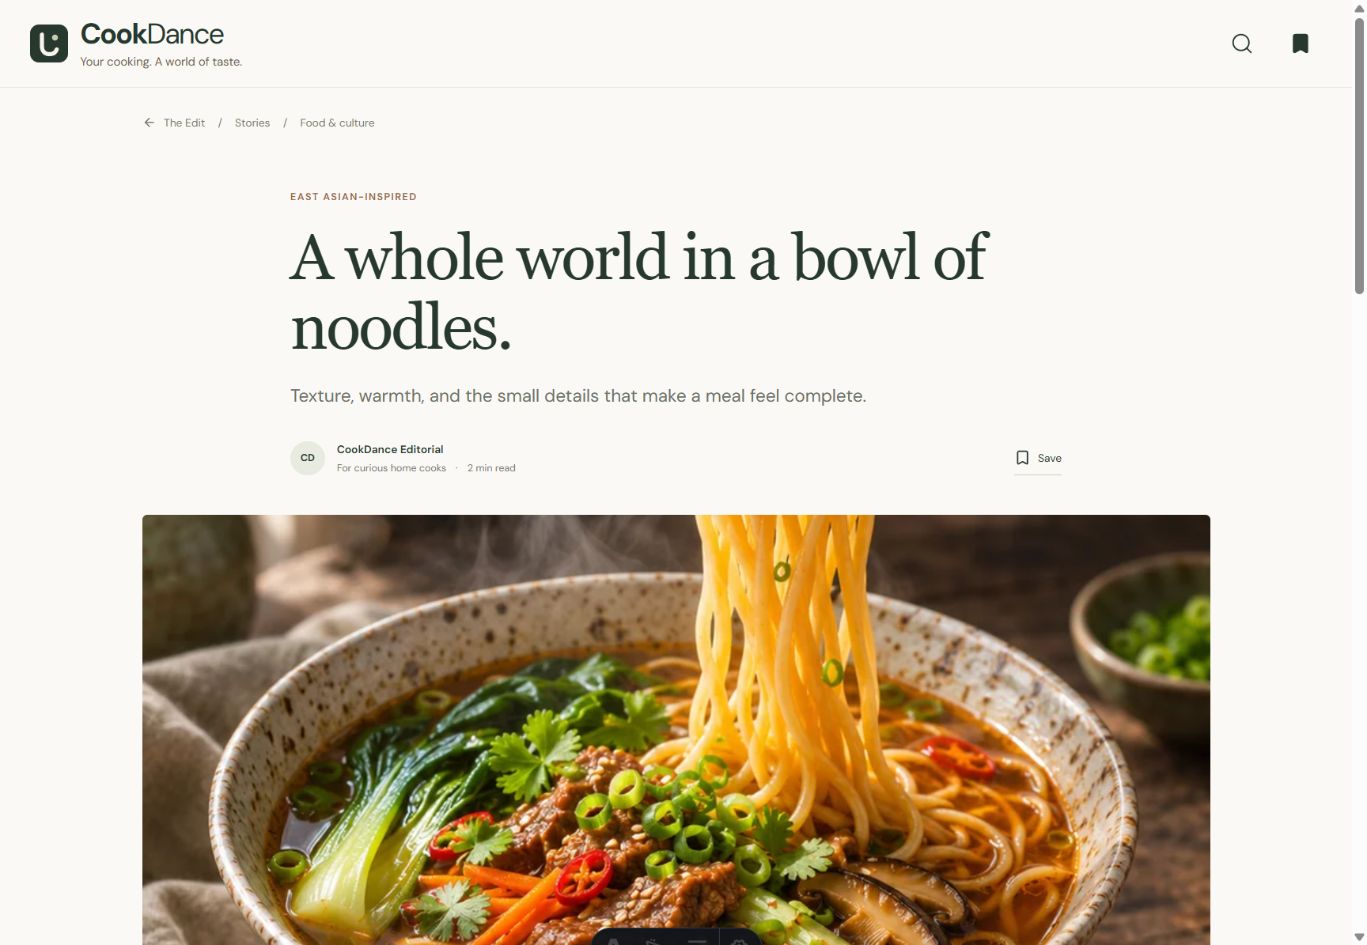 CookDance
Your cooking. A world of taste.
← The Edit / Stories / Food & culture
EAST ASIAN-INSPIRED
A whole world in a bowl of
noodles.
Texture, warmth, and the small details that make a meal feel complete.
CD
CookDance Editorial
For curious home cooks · 2 min read
Save